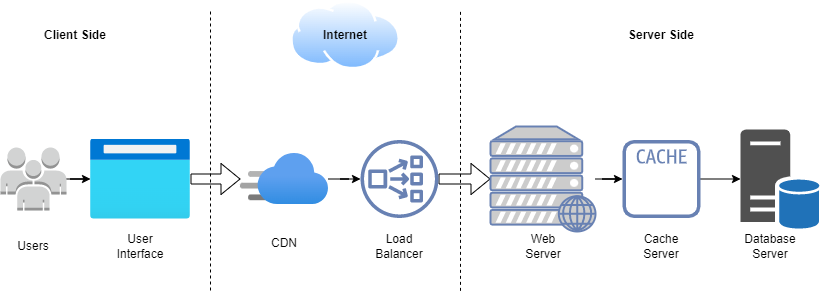 Client Side
Internet
Server Side
CACHE
Users
User
Interface
CDN
Load
Balancer
Web
Server
Cache
Server
Database
Server